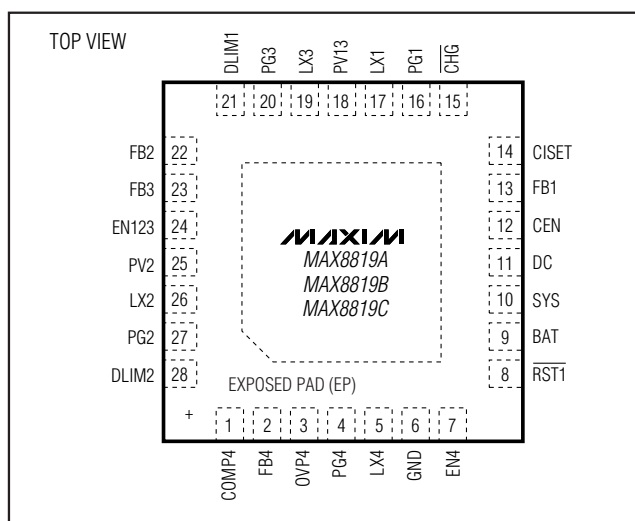 TOP VIEW
DLIM1
PG3
LX3
PV13
LX1
PG1
CHG
21 20 19 18 17 16 15
FB2 22
FB3 23
EN123 24
PV2 25
LX2 26
PG2 27
DLIM2 28
14 CISET
13 FB1
12 CEN
11 DC
10 SYS
9 BAT
8 RST1
MAXIM
MAX8819A
MAX8819B
MAX8819C
EXPOSED PAD (EP)
+
1 2 3 4 5 6 7
COMP4
FB4
OVP4
PG4
LX4
GND
EN4